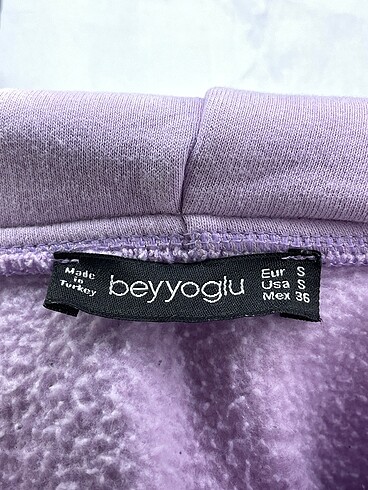 Made
in
Turkey
beyyoglu
Eur S
Usa S
Mex 36